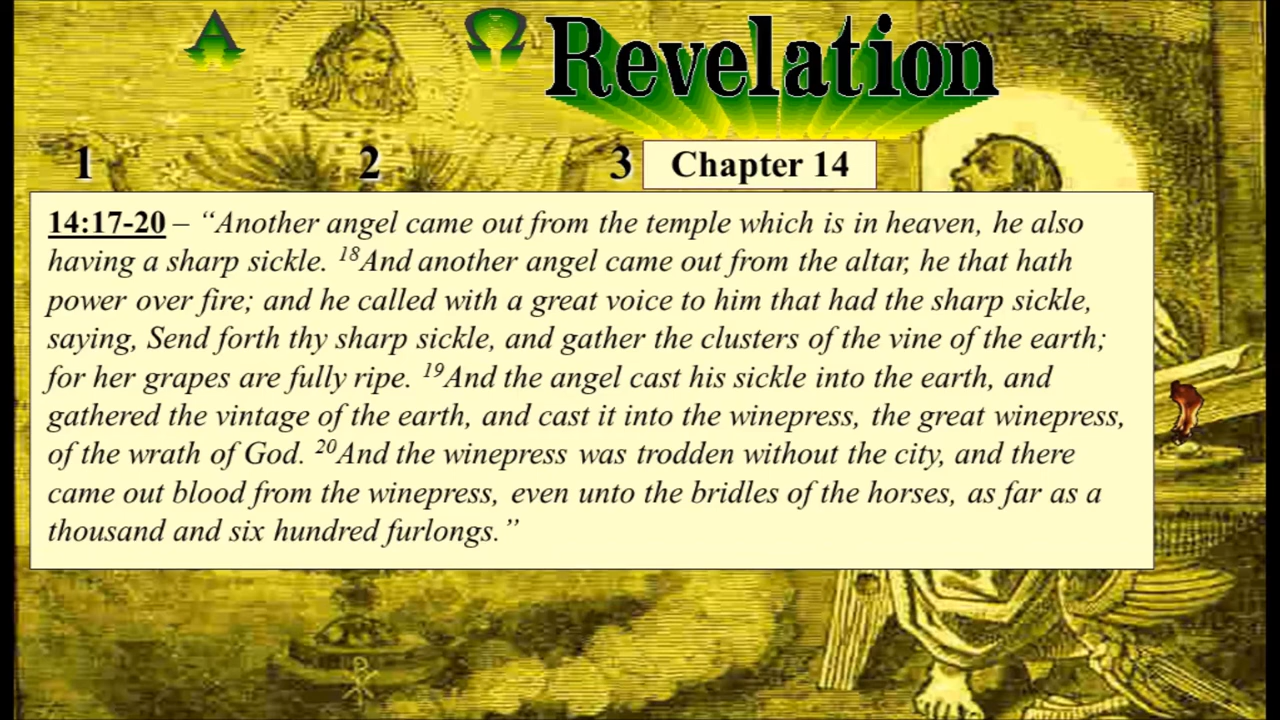 Α Ω Revelation
1 2 3 Chapter 14
14:17-20 – “Another angel came out from the temple which is in heaven, he also
having a sharp sickle. 18And another angel came out from the altar, he that hath
power over fire; and he called with a great voice to him that had the sharp sickle,
saying, Send forth thy sharp sickle, and gather the clusters of the vine of the earth;
for her grapes are fully ripe. 19And the angel cast his sickle into the earth, and
gathered the vintage of the earth, and cast it into the winepress, the great winepress,
of the wrath of God. 20And the winepress was trodden without the city, and there
came out blood from the winepress, even unto the bridles of the horses, as far as a
thousand and six hundred furlongs.”